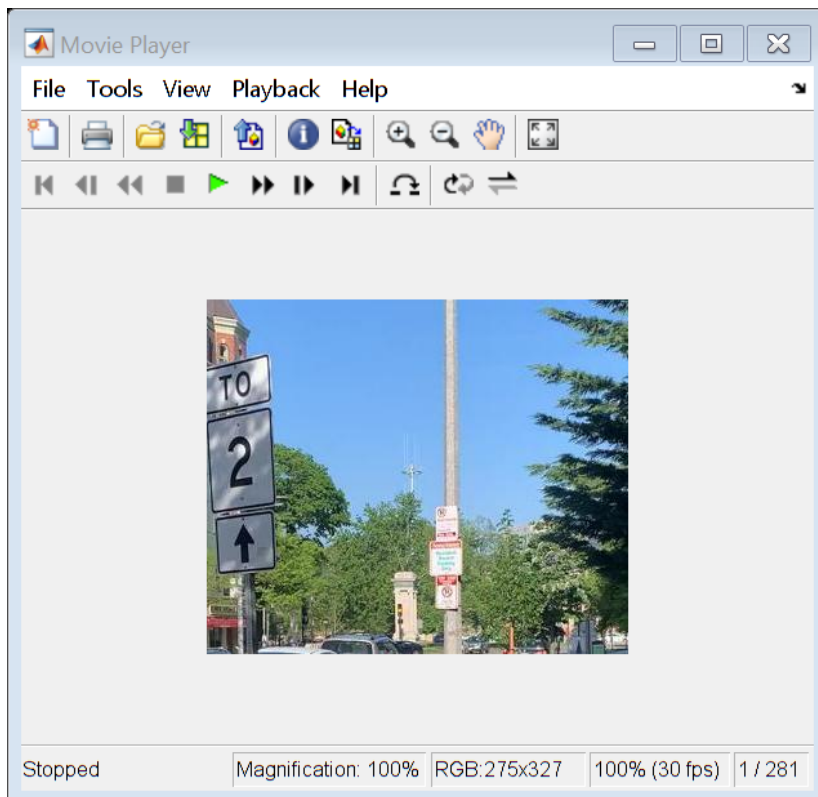 Movie Player
File Tools View Playback Help
TO
2
Stopped
Magnification: 100%
RGB:275x327
100% (30 fps)
1 / 281